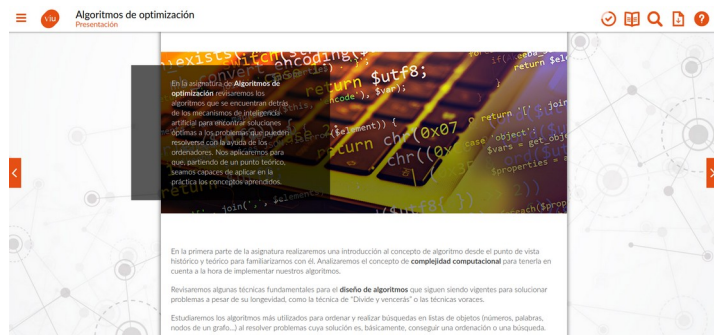 viu
Algoritmos de optimización
Presentación
En la asignatura de Algoritmos de
optimización revisaremos los
algoritmos que se encuentran detrás
de los mecanismos de inteligencia
artificial para encontrar soluciones
óptimas a los problemas que pueden
resolverse con la ayuda de los
ordenadores. Nos aplicaremos para
que, partiendo de un punto teórico,
seamos capaces de aplicar en la
práctica los conceptos aprendidos.
En la primera parte de la asignatura realizaremos una introducción al concepto de algoritmo desde el punto de vista
histórico y teórico para familiarizarnos con él. Analizaremos el concepto de complejidad computacional para tenerla en
cuenta a la hora de implementar nuestros algoritmos.
Revisaremos algunas técnicas fundamentales para el diseño de algoritmos que siguen siendo vigentes para solucionar
problemas a pesar de su longevidad, como la técnica de “Divide y vencerás” o las técnicas voraces.
Estudiaremos los algoritmos más utilizados para ordenar y realizar búsquedas en listas de objetos (números, palabras,
nodos de un grafo...) al resolver problemas cuya solución es, básicamente, conseguir una ordenación o una búsqueda.